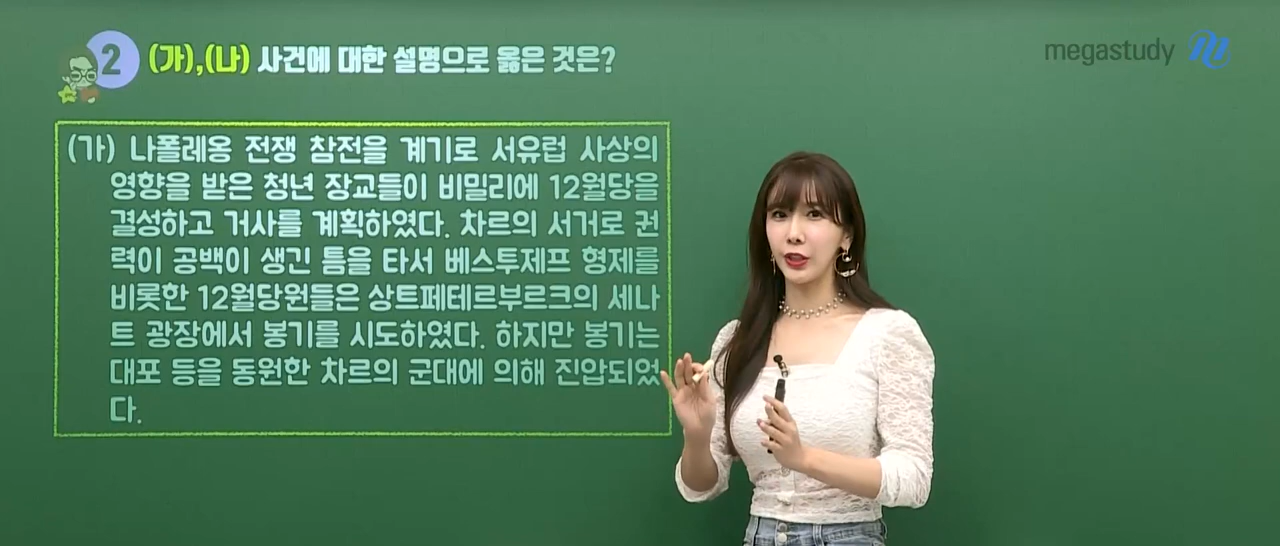 2 (가),(나) 사건에 대한 설명으로 옳은 것은?
megastudy
(가) 나폴레옹 전쟁 참전을 계기로 서유럽 사상의
영향을 받은 청년 장교들이 비밀리에 12월당을
결성하고 거사를 계획하였다. 차르의 서거로 권
력이 공백이 생긴 틈을 타서 베스투제프 형제를
비롯한 12월당원들은 상트페테르부르크의 세나
트 광장에서 봉기를 시도하였다. 하지만 봉기는
대포 등을 동원한 차르의 군대에 의해 진압되었
다.